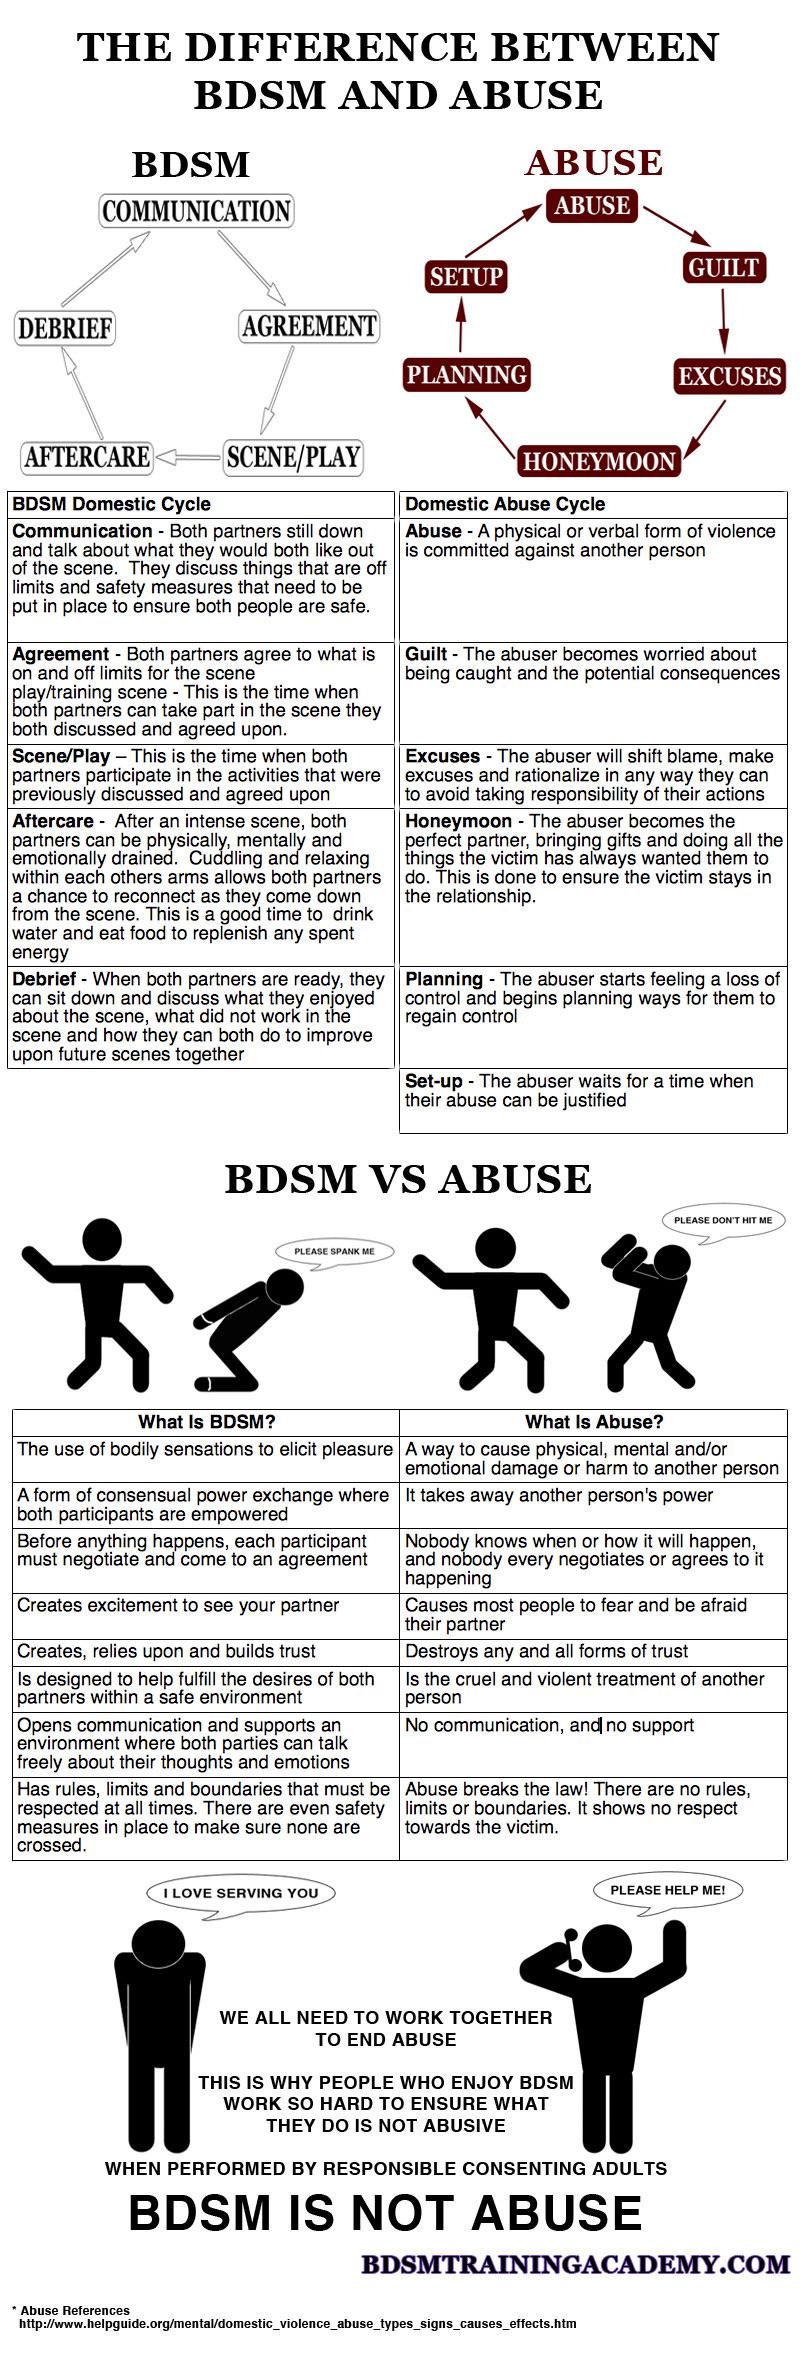 THE DIFFERENCE BETWEEN
BDSM AND ABUSE
BDSM
COMMUNICATION
AGREEMENT
SCENE/PLAY
AFTERCARE
DEBRIEF
ABUSE
ABUSE
GUILT
EXCUSES
HONEYMOON
PLANNING
SETUP
BDSM Domestic Cycle
Communication - Both partners still down
and talk about what they would both like out
of the scene. They discuss things that are off
limits and safety measures that need to be
put in place to ensure both people are safe.
Agreement - Both partners agree to what is
on and off limits for the scene
play/training scene - This is the time when
both partners can take part in the scene they
both discussed and agreed upon.
Scene/Play – This is the time when both
partners participate in the activities that were
previously discussed and agreed upon
Aftercare - After an intense scene, both
partners can be physically, mentally and
emotionally drained. Cuddling and relaxing
within each others arms allows both partners
a chance to reconnect as they come down
from the scene. This is a good time to drink
water and eat food to replenish any spent
energy
Debrief - When both partners are ready, they
can sit down and discuss what they enjoyed
about the scene, what did not work in the
scene and how they can both do to improve
upon future scenes together
Domestic Abuse Cycle
Abuse - A physical or verbal form of violence
is committed against another person
Guilt - The abuser becomes worried about
being caught and the potential consequences
Excuses - The abuser will shift blame, make
excuses and rationalize in any way they can
to avoid taking responsibility of their actions
Honeymoon - The abuser becomes the
perfect partner, bringing gifts and doing all the
things the victim has always wanted them to
do. This is done to ensure the victim stays in
the relationship.
Planning - The abuser starts feeling a loss of
control and begins planning ways for them to
regain control
Set-up - The abuser waits for a time when
their abuse can be justified
BDSM VS ABUSE
PLEASE SPANK ME
PLEASE DON'T HIT ME
What Is BDSM?
What Is Abuse?
The use of bodily sensations to elicit pleasure
A way to cause physical, mental and/or
emotional damage or harm to another person
A form of consensual power exchange where
both participants are empowered
It takes away another person's power
Before anything happens, each participant
must negotiate and come to an agreement
Nobody knows when or how it will happen,
and nobody every negotiates or agrees to it
happening
Creates excitement to see your partner
Causes most people to fear and be afraid
their partner
Creates, relies upon and builds trust
Destroys any and all forms of trust
Is designed to help fulfill the desires of both
partners within a safe environment
Is the cruel and violent treatment of another
person
Opens communication and supports an
environment where both parties can talk
freely about their thoughts and emotions
No communication, and no support
Has rules, limits and boundaries that must be
respected at all times. There are even safety
measures in place to make sure none are
crossed.
Abuse breaks the law! There are no rules,
limits or boundaries. It shows no respect
towards the victim.
I LOVE SERVING YOU
PLEASE HELP ME!
WE ALL NEED TO WORK TOGETHER
TO END ABUSE
THIS IS WHY PEOPLE WHO ENJOY BDSM
WORK SO HARD TO ENSURE WHAT
THEY DO IS NOT ABUSIVE
WHEN PERFORMED BY RESPONSIBLE CONSENTING ADULTS
BDSM IS NOT ABUSE
BDSMTRAININGACADEMY.COM
* Abuse References
http://www.helpguide.org/mental/domestic_violence_abuse_types_signs_causes_effects.htm